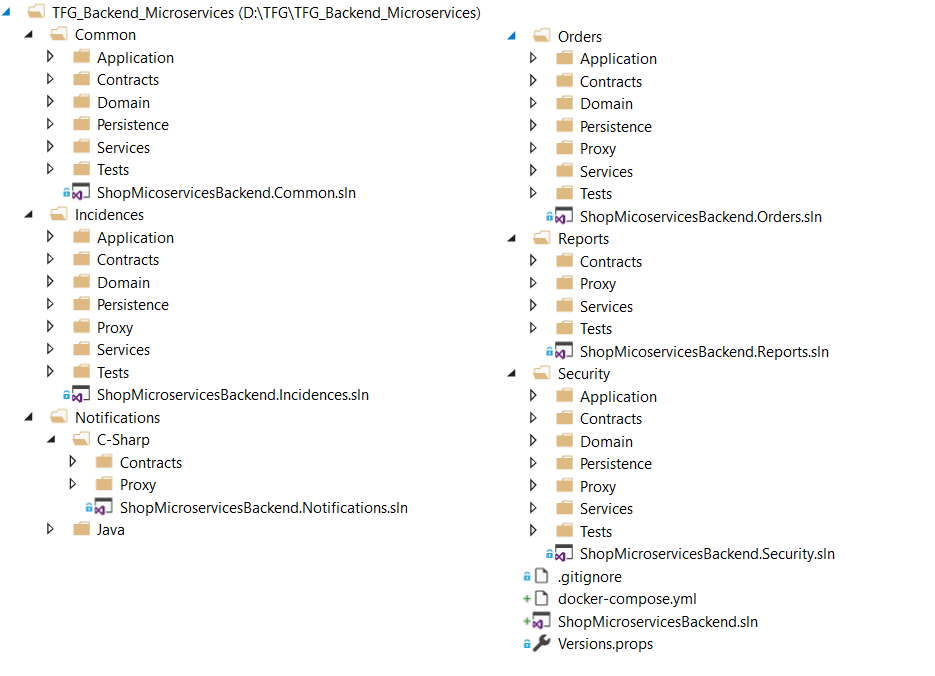 TFG_Backend_Microservices (D:\TFG\TFG_Backend_Microservices)
Common
Application
Contracts
Domain
Persistence
Services
Tests
ShopMicoservicesBackend.Common.sln
Incidences
Application
Contracts
Domain
Persistence
Proxy
Services
Tests
ShopMicroservicesBackend.Incidences.sln
Notifications
C-Sharp
Contracts
Proxy
ShopMicroservicesBackend.Notifications.sln
Java
Orders
Application
Contracts
Domain
Persistence
Proxy
Services
Tests
ShopMicoservicesBackend.Orders.sln
Reports
Contracts
Proxy
Services
Tests
ShopMicoservicesBackend.Reports.sln
Security
Application
Contracts
Domain
Persistence
Proxy
Services
Tests
ShopMicroservicesBackend.Security.sln
.gitignore
docker-compose.yml
ShopMicroservicesBackend.sln
Versions.props